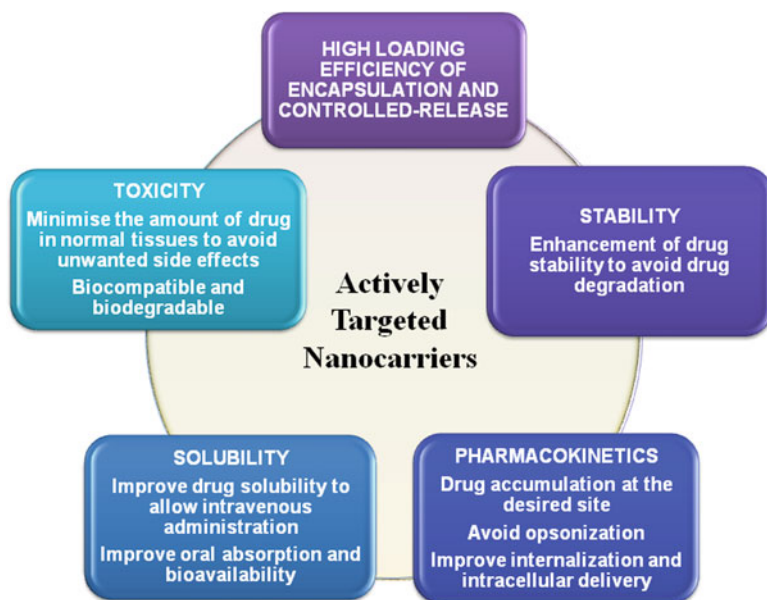 HIGH LOADING
EFFICIENCY OF
ENCAPSULATION AND
CONTROLLED-RELEASE
TOXICITY
Minimise the amount of drug
in normal tissues to avoid
unwanted side effects
Biocompatible and
biodegradable
STABILITY
Enhancement of drug
stability to avoid drug
degradation
Actively
Targeted
Nanocarriers
SOLUBILITY
Improve drug solubility to
allow intravenous
administration
Improve oral absorption and
bioavailability
PHARMACOKINETICS
Drug accumulation at the
desired site
Avoid opsonization
Improve internalization and
intracellular delivery